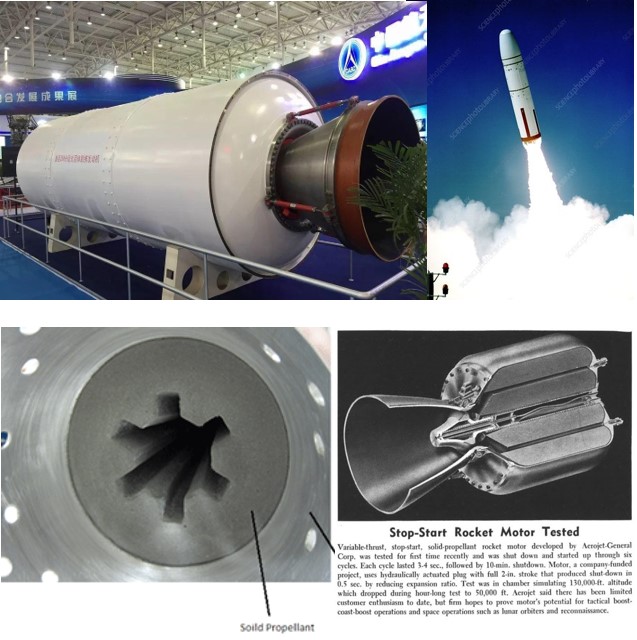 合发展成果展
SCIENCEPHOTOLIBRARY
Soild Propellant
Stop-Start Rocket Motor Tested
Variable-thrust, stop-start, solid-propellant rocket motor developed by Aerojet-General
Corp. was tested for first time recently and was shut down and started up through six
cycles. Each cycle lasted 3-4 sec., followed by 10-min. shutdown. Motor, a company-funded
project, uses hydraulically actuated plug with full 2-in. stroke that produced shut-down in
0.5 sec. by reducing expansion ratio. Test was in chamber simulating 130,000-ft. altitude
which dropped during hour-long test to 50,000 ft. Aerojet said there has been limited
customer enthusiasm to date, but firm hopes to prove motor's potential for tactical boost-
coast-boost operations and space operations such as lunar orbiters and reconnaissance.